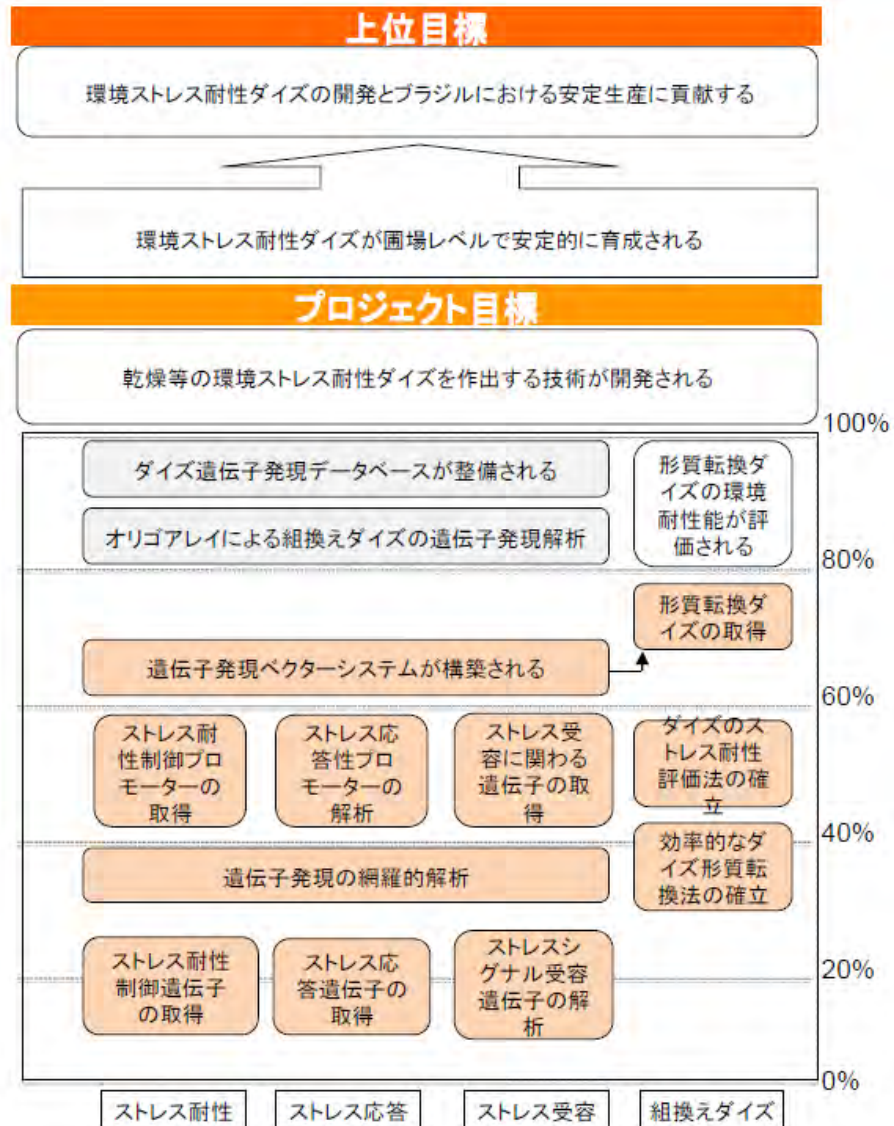 上位目標
環境ストレス耐性ダイズの開発とブラジルにおける安定生産に貢献する
環境ストレス耐性ダイズが圃場レベルで安定的に育成される
プロジェクト目標
乾燥等の環境ストレス耐性ダイズを作出する技術が開発される
100%
ダイズ遺伝子発現データベースが整備される
オリゴアレイによる組換えダイズの遺伝子発現解析
形質転換ダ
イズの環境
耐性能が評
価される
80%
形質転換ダ
イズの取得
遺伝子発現ベクターシステムが構築される
60%
ストレス耐
性制御プロ
モーターの
取得
ストレス応
答性プロ
モーターの
解析
ストレス受
容に関わる
遺伝子の取
得
ダイズのス
トレス耐性
評価法の確
立
40%
効率的なダ
イズ形質転
換法の確立
遺伝子発現の網羅的解析
ストレス耐性
制御遺伝子
の取得
ストレス応
答遺伝子の
取得
ストレスシ
グナル受容
遺伝子の解
析
20%
0%
ストレス耐性
ストレス応答
ストレス受容
組換えダイズ